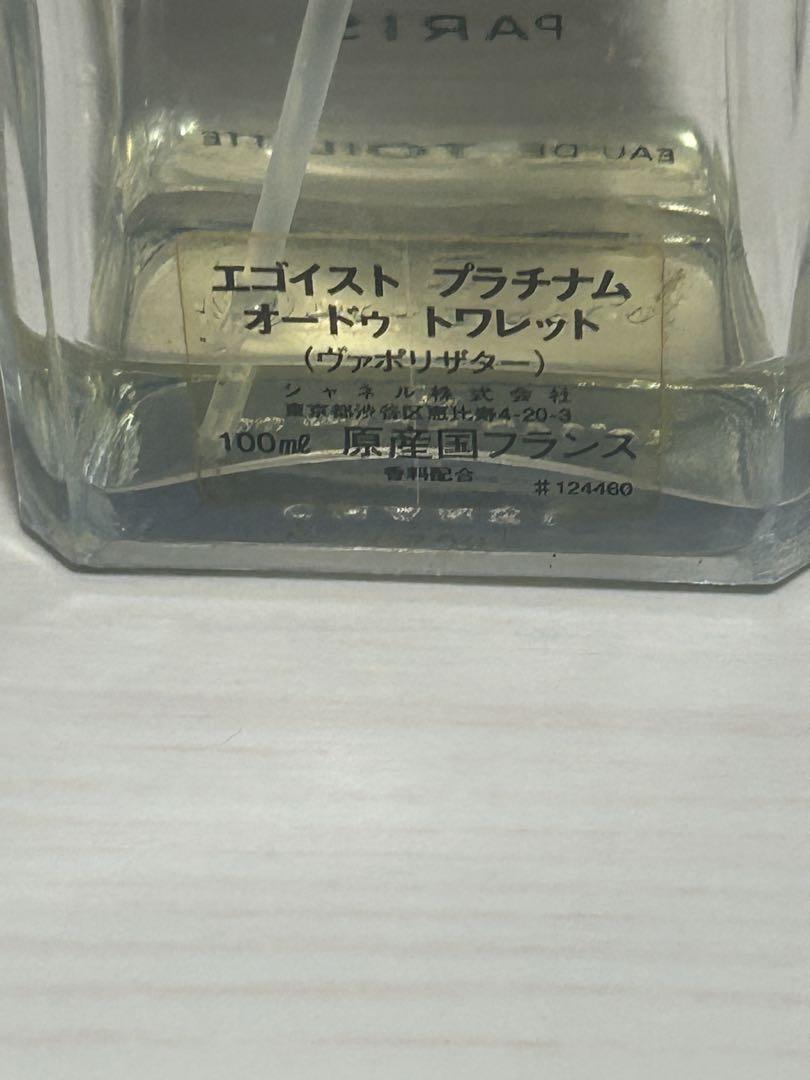 PARIS
EAU DE TOILETTE
エゴイスト プラチナム
オードゥ トワレット
(ヴァポリザター)
シャネル株式会社
東京都渋谷区恵比寿4-20-3
100㎖ 原産国フランス
香料配合 #124460